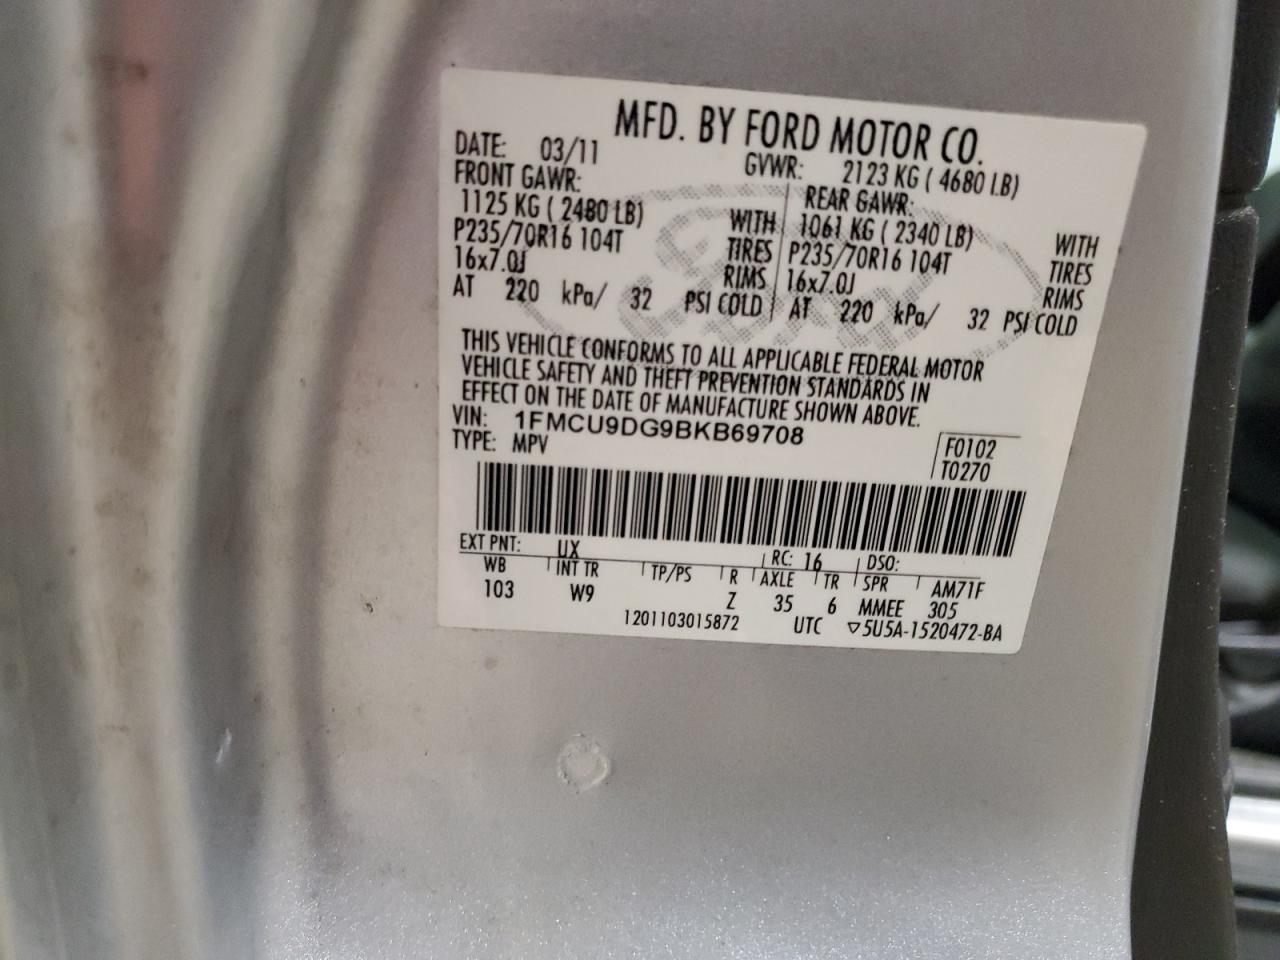 MFD. BY FORD MOTOR CO.
DATE: 03/11 GVWR: 2123 KG ( 4680 LB)
FRONT GAWR: REAR GAWR:
1125 KG ( 2480 LB) WITH 1061 KG ( 2340 LB) WITH
P235/70R16 104T TIRES P235/70R16 104T TIRES
16x7.0J RIMS 16x7.0J RIMS
AT 220 kPa/ 32 PSI COLD AT 220 kPa/ 32 PSI COLD
Ford
THIS VEHICLE CONFORMS TO ALL APPLICABLE FEDERAL MOTOR
VEHICLE SAFETY AND THEFT PREVENTION STANDARDS IN
EFFECT ON THE DATE OF MANUFACTURE SHOWN ABOVE.
VIN: 1FMCU9DG9BKB69708
TYPE: MPV
F0102
T0270
EXT PNT: UX RC: 16 DSO:
WB INT TR TP/PS R AXLE TR SPR AM71F
103 W9 Z 35 6 MMEE 305
1201103015872 UTC ▽5U5A-1520472-BA